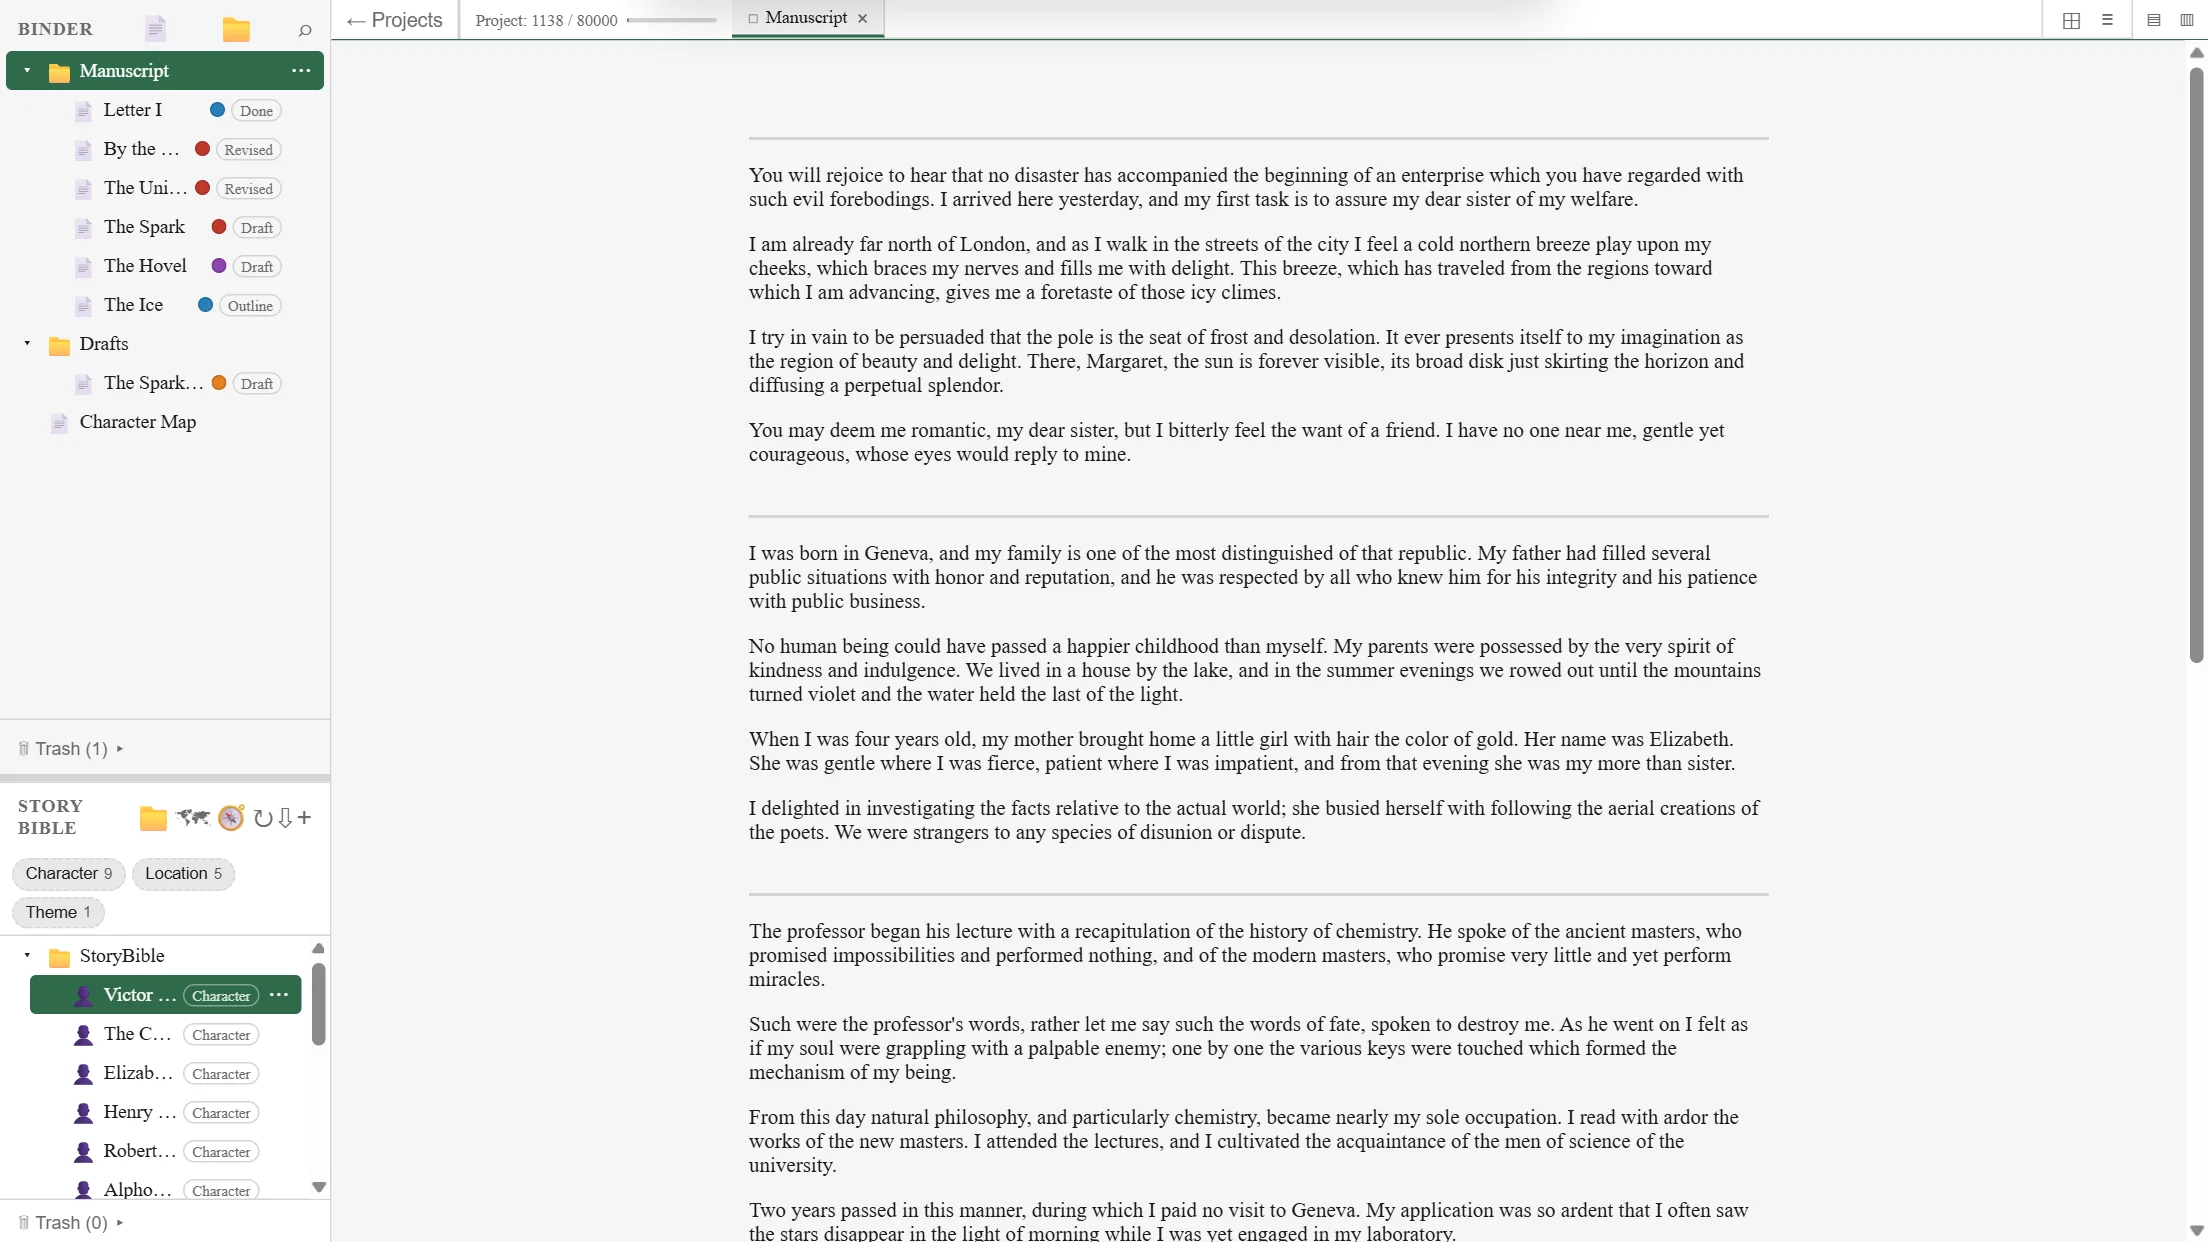 BINDER
Manuscript
Letter I Done
By the … Revised
The Uni… Revised
The Spark Draft
The Hovel Draft
The Ice Outline
Drafts
The Spark… Draft
Character Map
Trash (1)
STORY
BIBLE
Character 9 Location 5
Theme 1
StoryBible
Victor … Character
The C… Character
Elizab… Character
Henry … Character
Robert… Character
Alpho… Character
Trash (0)
← Projects Project: 1138 / 80000 Manuscript ×
You will rejoice to hear that no disaster has accompanied the beginning of an enterprise which you have regarded with
such evil forebodings. I arrived here yesterday, and my first task is to assure my dear sister of my welfare.
I am already far north of London, and as I walk in the streets of the city I feel a cold northern breeze play upon my
cheeks, which braces my nerves and fills me with delight. This breeze, which has traveled from the regions toward
which I am advancing, gives me a foretaste of those icy climes.
I try in vain to be persuaded that the pole is the seat of frost and desolation. It ever presents itself to my imagination as
the region of beauty and delight. There, Margaret, the sun is forever visible, its broad disk just skirting the horizon and
diffusing a perpetual splendor.
You may deem me romantic, my dear sister, but I bitterly feel the want of a friend. I have no one near me, gentle yet
courageous, whose eyes would reply to mine.
I was born in Geneva, and my family is one of the most distinguished of that republic. My father had filled several
public situations with honor and reputation, and he was respected by all who knew him for his integrity and his patience
with public business.
No human being could have passed a happier childhood than myself. My parents were possessed by the very spirit of
kindness and indulgence. We lived in a house by the lake, and in the summer evenings we rowed out until the mountains
turned violet and the water held the last of the light.
When I was four years old, my mother brought home a little girl with hair the color of gold. Her name was Elizabeth.
She was gentle where I was fierce, patient where I was impatient, and from that evening she was my more than sister.
I delighted in investigating the facts relative to the actual world; she busied herself with following the aerial creations of
the poets. We were strangers to any species of disunion or dispute.
The professor began his lecture with a recapitulation of the history of chemistry. He spoke of the ancient masters, who
promised impossibilities and performed nothing, and of the modern masters, who promise very little and yet perform
miracles.
Such were the professor's words, rather let me say such the words of fate, spoken to destroy me. As he went on I felt as
if my soul were grappling with a palpable enemy; one by one the various keys were touched which formed the
mechanism of my being.
From this day natural philosophy, and particularly chemistry, became nearly my sole occupation. I read with ardor the
works of the new masters. I attended the lectures, and I cultivated the acquaintance of the men of science of the
university.
Two years passed in this manner, during which I paid no visit to Geneva. My application was so ardent that I often saw
the stars disappear in the light of morning while I was yet engaged in my laboratory.